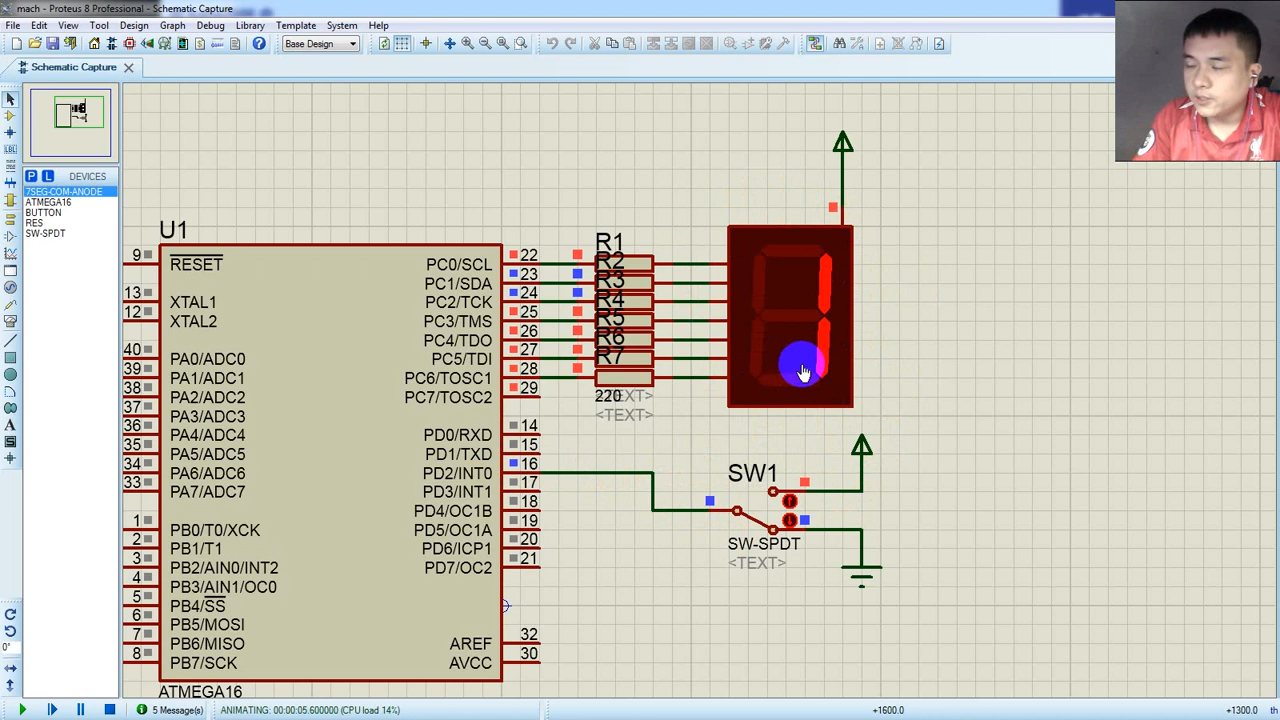 mach - Proteus 8 Professional - Schematic Capture
File Edit View Tool Design Graph Debug Library Template System Help
Base Design
Schematic Capture
P L DEVICES
7SEG-COM-ANODE
ATMEGA16
BUTTON
RES
SW-SPDT
LBL
A
0°
U1
9 RESET
13 XTAL1
12 XTAL2
40 PA0/ADC0
39 PA1/ADC1
38 PA2/ADC2
37 PA3/ADC3
36 PA4/ADC4
35 PA5/ADC5
34 PA6/ADC6
33 PA7/ADC7
1 PB0/T0/XCK
2 PB1/T1
3 PB2/AIN0/INT2
4 PB3/AIN1/OC0
5 PB4/SS
6 PB5/MOSI
7 PB6/MISO
8 PB7/SCK
PC0/SCL 22
PC1/SDA 23
PC2/TCK 24
PC3/TMS 25
PC4/TDO 26
PC5/TDI 27
PC6/TOSC1 28
PC7/TOSC2 29
PD0/RXD 14
PD1/TXD 15
PD2/INT0 16
PD3/INT1 17
PD4/OC1B 18
PD5/OC1A 19
PD6/ICP1 20
PD7/OC2 21
AREF 32
AVCC 30
ATMEGA16
R1
R2
R3
R4
R5
R6
R7
220
<TEXT>
<TEXT>
1
SW1
SW-SPDT
<TEXT>
5 Message(s)
ANIMATING: 00:00:05.600000 (CPU load 14%)
+1600.0
+1300.0
th